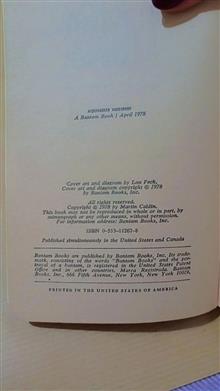 AQUARIUS MISSION
A Bantam Book / April 1978
Cover art and diagram by Lou Feck.
Cover art and diagram copyright © 1978
by Bantam Books, Inc.
All rights reserved.
Copyright © 1978 by Martin Caidin.
This book may not be reproduced in whole or in part, by
mimeograph or any other means, without permission.
For information address: Bantam Books, Inc.
ISBN 0-553-11267-8
Published simultaneously in the United States and Canada
Bantam Books are published by Bantam Books, Inc. Its trade-
mark, consisting of the words "Bantam Books" and the por-
trayal of a bantam, is registered in the United States Patent
Office and in other countries. Marca Registrada. Bantam
Books, Inc., 666 Fifth Avenue, New York, New York 10019.
PRINTED IN THE UNITED STATES OF AMERICA